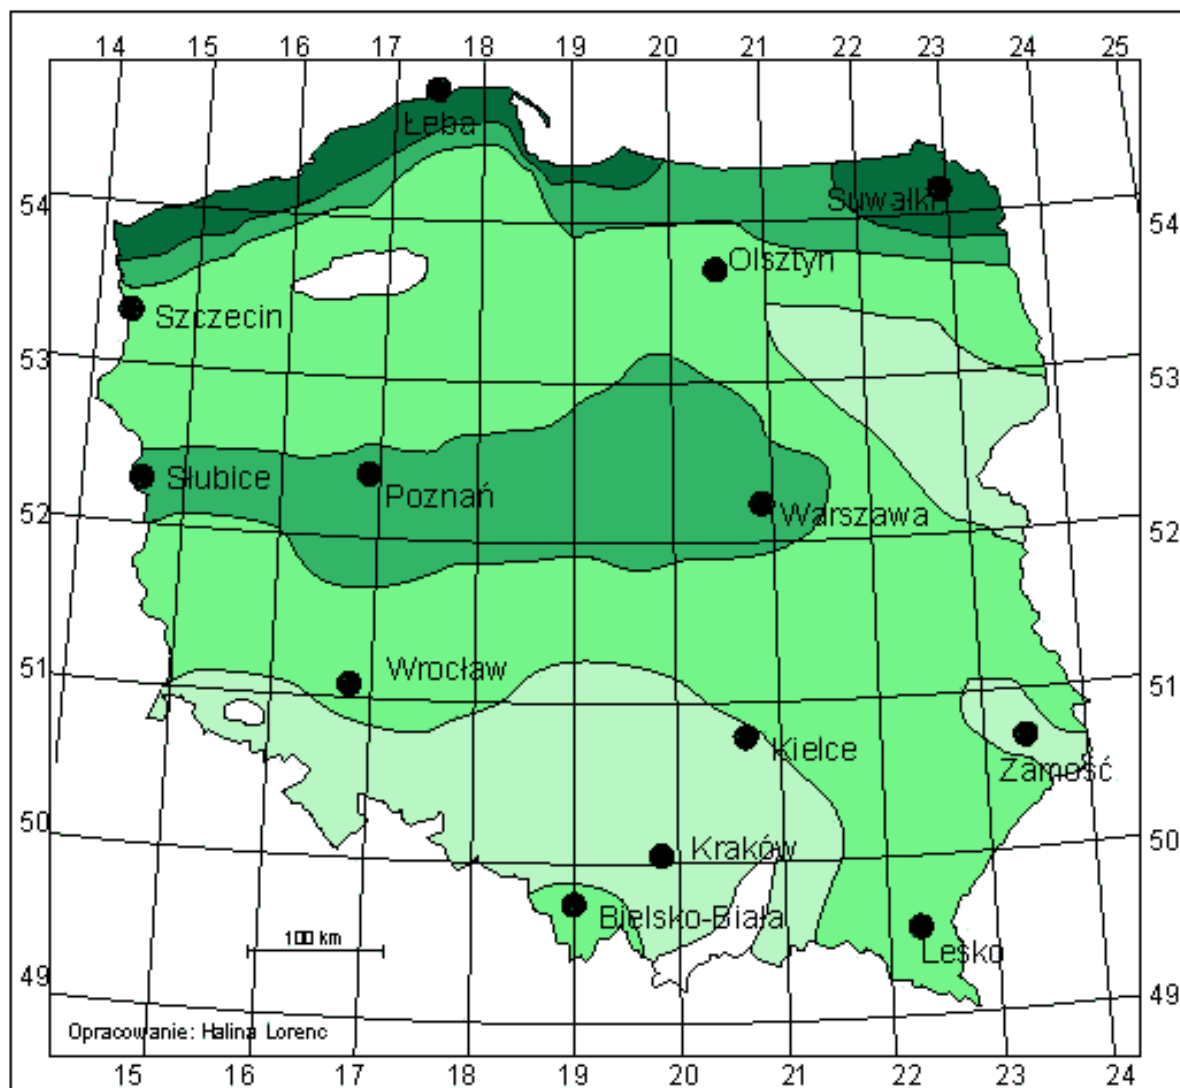 14 15 16 17 18 19 20 21 22 23 24 25
Łeba
54
Suwałki
54
Olsztyn
Szczecin
53
53
Słubice
Poznań
52
Warszawa
52
51
Wrocław
51
Kielce
Zamość
50
Kraków
50
Bielsko-Biała
100 km
Lesko
49
49
Opracowanie: Halina Lorenc
15 16 17 18 19 20 21 22 23 24